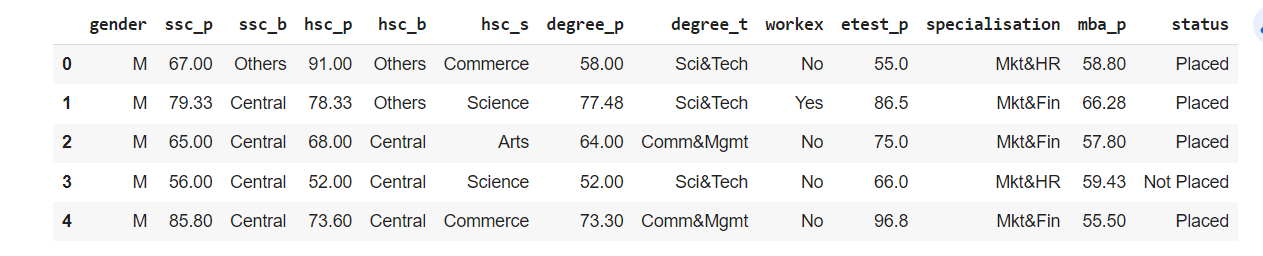 gender ssc_p ssc_b hsc_p hsc_b hsc_s degree_p degree_t workex etest_p specialisation mba_p status
0 M 67.00 Others 91.00 Others Commerce 58.00 Sci&Tech No 55.0 Mkt&HR 58.80 Placed
1 M 79.33 Central 78.33 Others Science 77.48 Sci&Tech Yes 86.5 Mkt&Fin 66.28 Placed
2 M 65.00 Central 68.00 Central Arts 64.00 Comm&Mgmt No 75.0 Mkt&Fin 57.80 Placed
3 M 56.00 Central 52.00 Central Science 52.00 Sci&Tech No 66.0 Mkt&HR 59.43 Not Placed
4 M 85.80 Central 73.60 Central Commerce 73.30 Comm&Mgmt No 96.8 Mkt&Fin 55.50 Placed